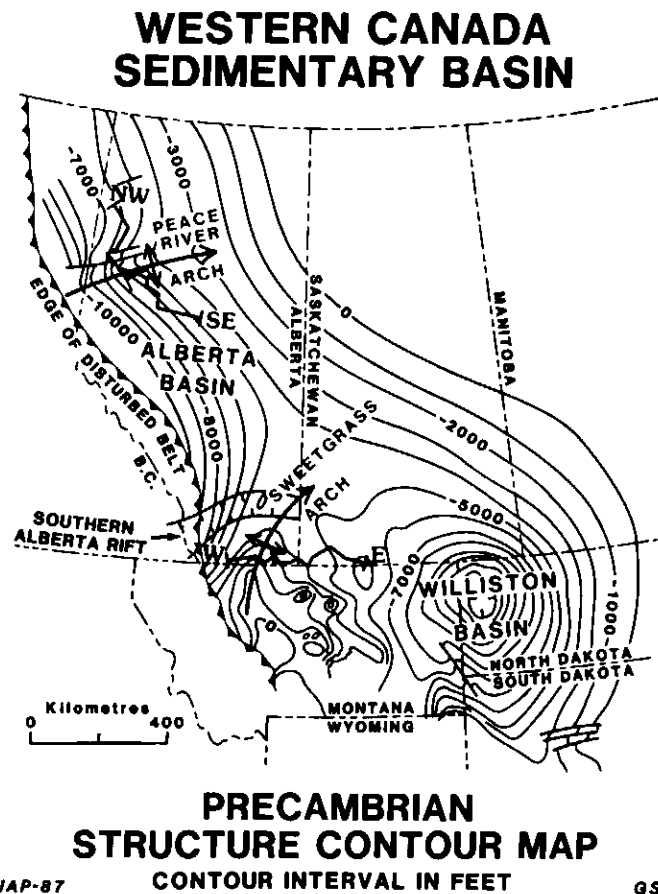 WESTERN CANADA
SEDIMENTARY BASIN
-7000
-3000
NW
PEACE
RIVER
ARCH
-10000
SE
EDGE OF DISTURBED BELT
ALBERTA
BASIN
-8000
ALBERTA
SASKATCHEWAN
0
MANITOBA
-2000
B.C.
SWEETGRASS
ARCH
-5000
SOUTHERN
ALBERTA RIFT
W
E
-7000
WILLISTON
BASIN
-1000
0
NORTH DAKOTA
SOUTH DAKOTA
MONTANA
WYOMING
Kilometres
0 400
PRECAMBRIAN
STRUCTURE CONTOUR MAP
CONTOUR INTERVAL IN FEET
JAP-87
GS